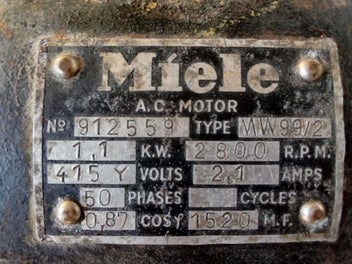 Miele
A.C. MOTOR
No 912559 TYPE MW99/2
1,1 K.W. 2800 R.P.M.
415 Y VOLTS 2,1 AMPS
50 PHASES CYCLES
0,87 COSY 1520 M.F.